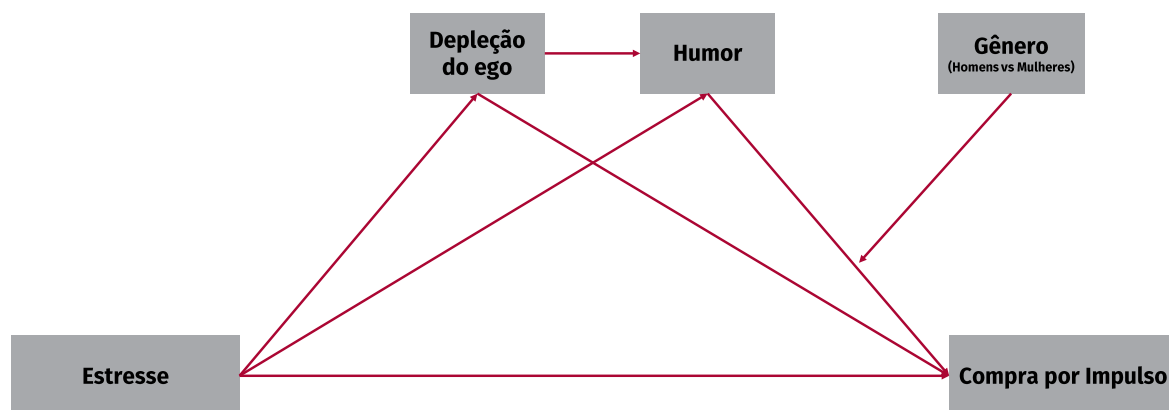 Depleção
do ego
Humor
Gênero
(Homens vs Mulheres)
Estresse
Compra por Impulso